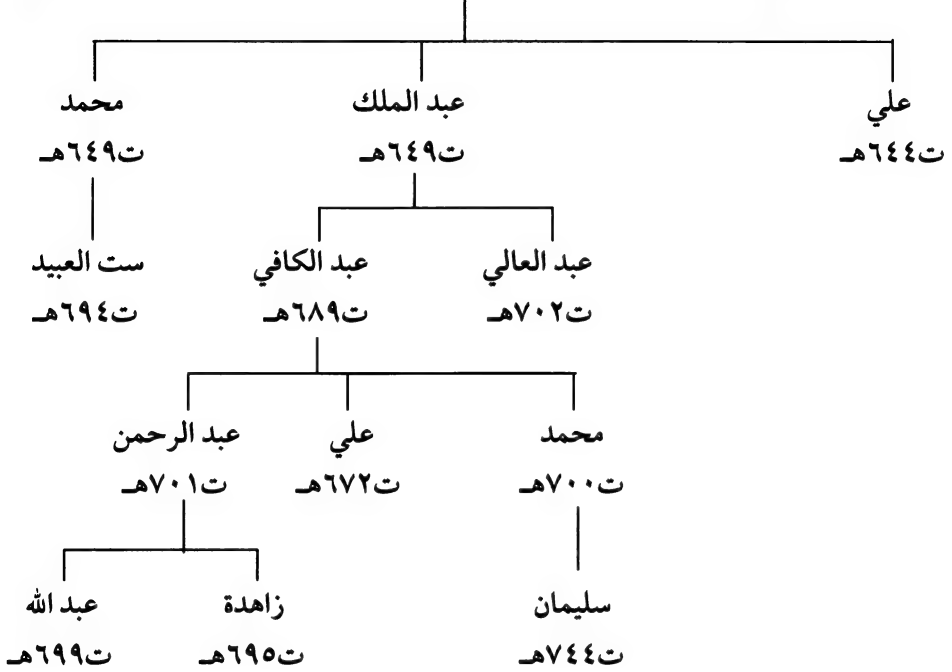 علي عبد الملك محمد
ت٦٤٤هـ ت٦٤٩هـ ت٦٤٩هـ
عبد العالي عبد الكافي ست العبيد
ت٧٠٢هـ ت٦٨٩هـ ت٦٩٤هـ
محمد علي عبد الرحمن
ت٧٠٠هـ ت٦٧٢هـ ت٧٠١هـ
سليمان زاهدة عبد الله
ت٧٤٤هـ ت٦٩٥هـ ت٦٩٩هـ